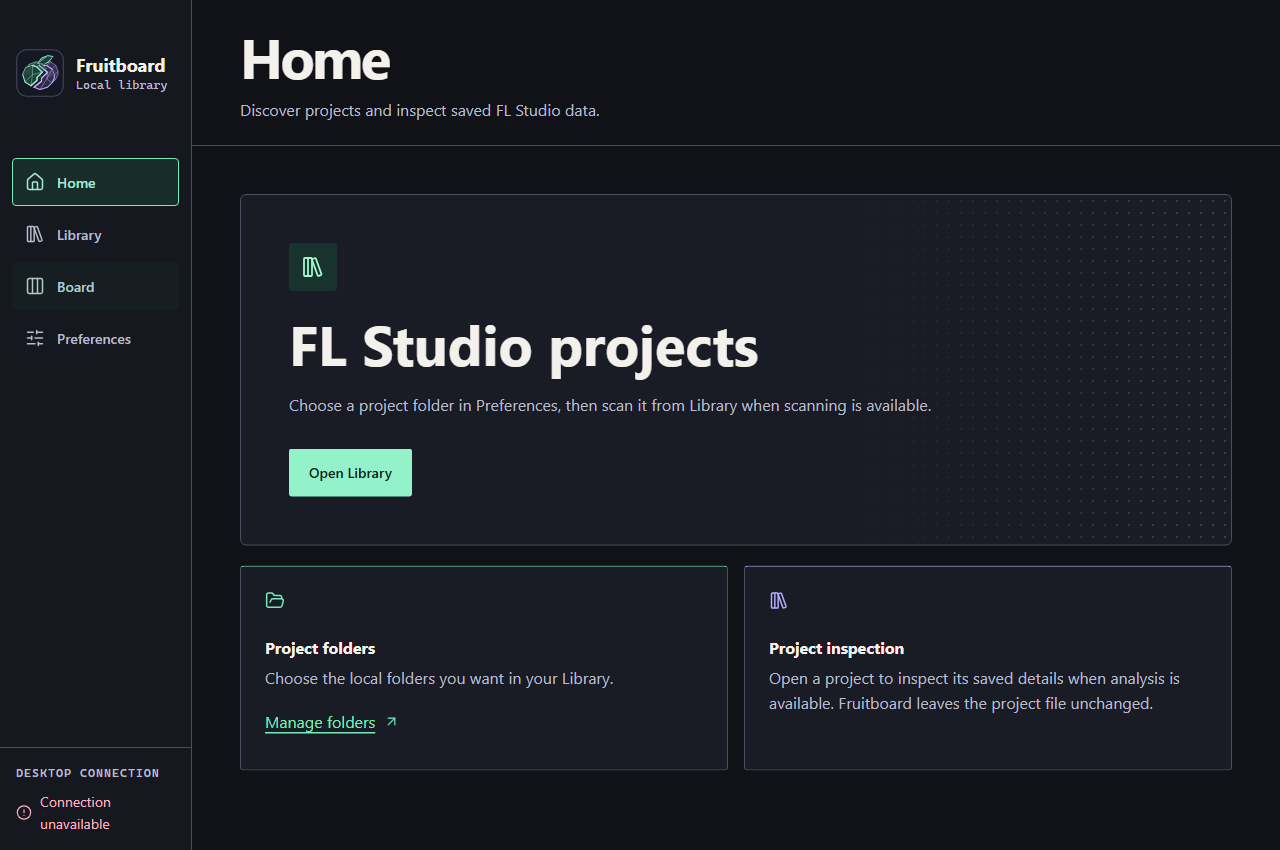 Fruitboard
Local library
Home
Library
Board
Preferences
DESKTOP CONNECTION
Connection
unavailable
Home
Discover projects and inspect saved FL Studio data.
FL Studio projects
Choose a project folder in Preferences, then scan it from Library when scanning is available.
Open Library
Project folders
Choose the local folders you want in your Library.
Manage folders
Project inspection
Open a project to inspect its saved details when analysis is
available. Fruitboard leaves the project file unchanged.